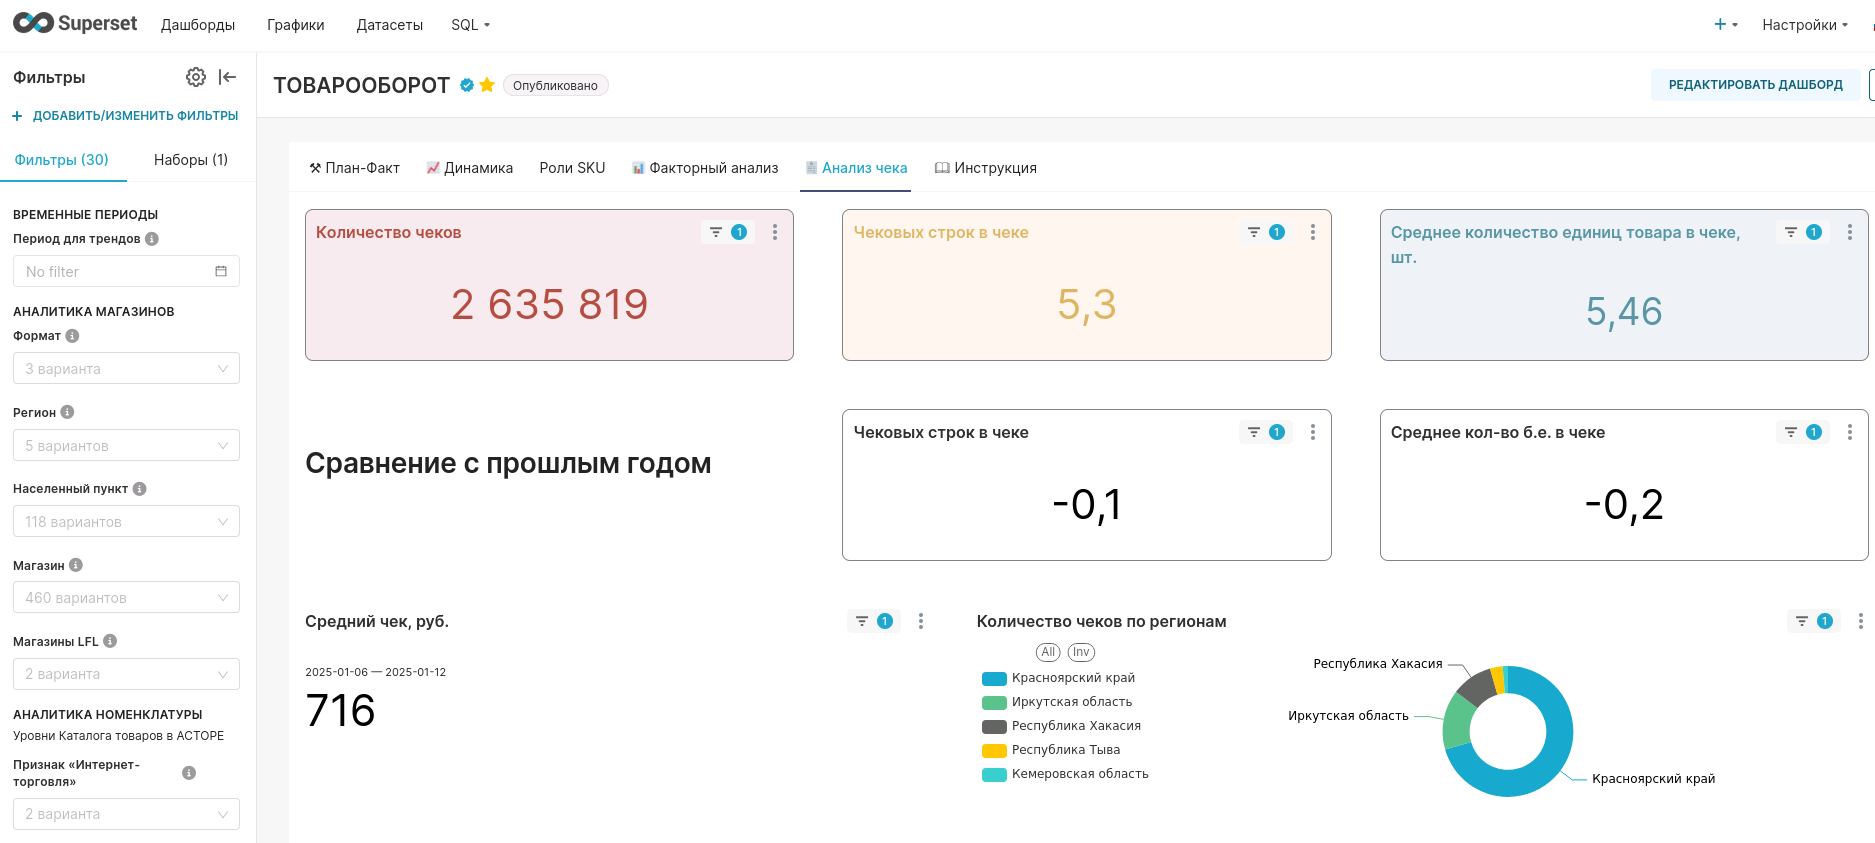 Superset
Дашборды
Графики
Датасеты
SQL
Настройки
Фильтры
ДОБАВИТЬ/ИЗМЕНИТЬ ФИЛЬТРЫ
Фильтры (30)
Наборы (1)
ВРЕМЕННЫЕ ПЕРИОДЫ
Период для трендов
No filter
АНАЛИТИКА МАГАЗИНОВ
Формат
3 варианта
Регион
5 вариантов
Населенный пункт
118 вариантов
Магазин
460 вариантов
Магазины LFL
2 варианта
АНАЛИТИКА НОМЕНКЛАТУРЫ
Уровни Каталога товаров в АСТОРЕ
Признак «Интернет-
торговля»
2 варианта
ТОВАРООБОРОТ
Опубликовано
РЕДАКТИРОВАТЬ ДАШБОРД
План-Факт
Динамика
Роли SKU
Факторный анализ
Анализ чека
Инструкция
Количество чеков
1
2 635 819
Чековых строк в чеке
1
5,3
Среднее количество единиц товара в чеке,
шт.
1
5,46
Сравнение с прошлым годом
Чековых строк в чеке
1
-0,1
Среднее кол-во б.е. в чеке
1
-0,2
Средний чек, руб.
1
2025-01-06 — 2025-01-12
716
Количество чеков по регионам
1
All
Inv
Красноярский край
Иркутская область
Республика Хакасия
Республика Тыва
Кемеровская область
Республика Хакасия
Иркутская область
Красноярский край